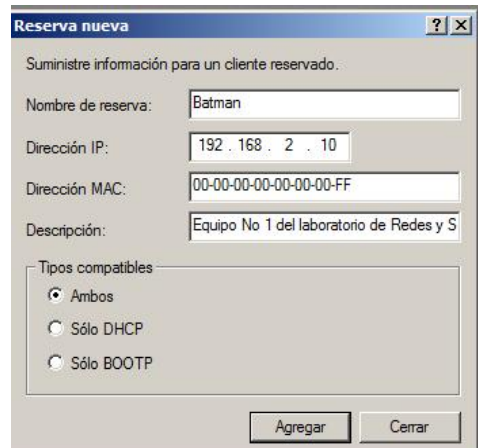 Reserva nueva
Suministre información para un cliente reservado.
Nombre de reserva: Batman
Dirección IP: 192 . 168 . 2 . 10
Dirección MAC: 00-00-00-00-00-00-00-FF
Descripción: Equipo No 1 del laboratorio de Redes y S
Tipos compatibles
Ambos
Sólo DHCP
Sólo BOOTP
Agregar Cerrar